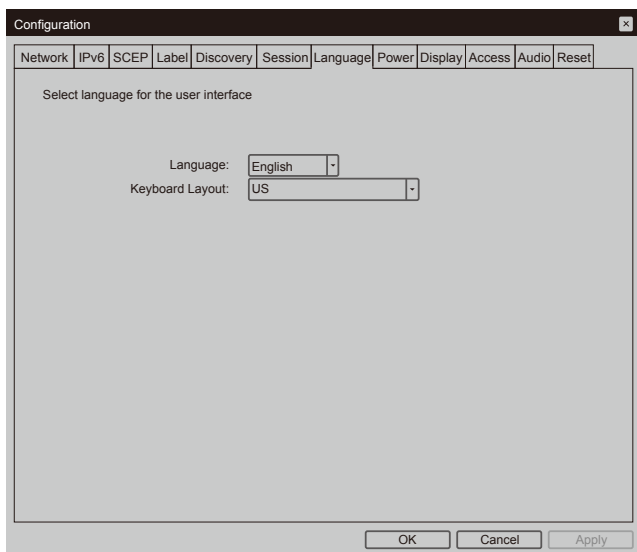 Configuration
Network IPv6 SCEP Label Discovery Session Language Power Display Access Audio Reset
Select language for the user interface
Language: English
Keyboard Layout: US
OK Cancel Apply